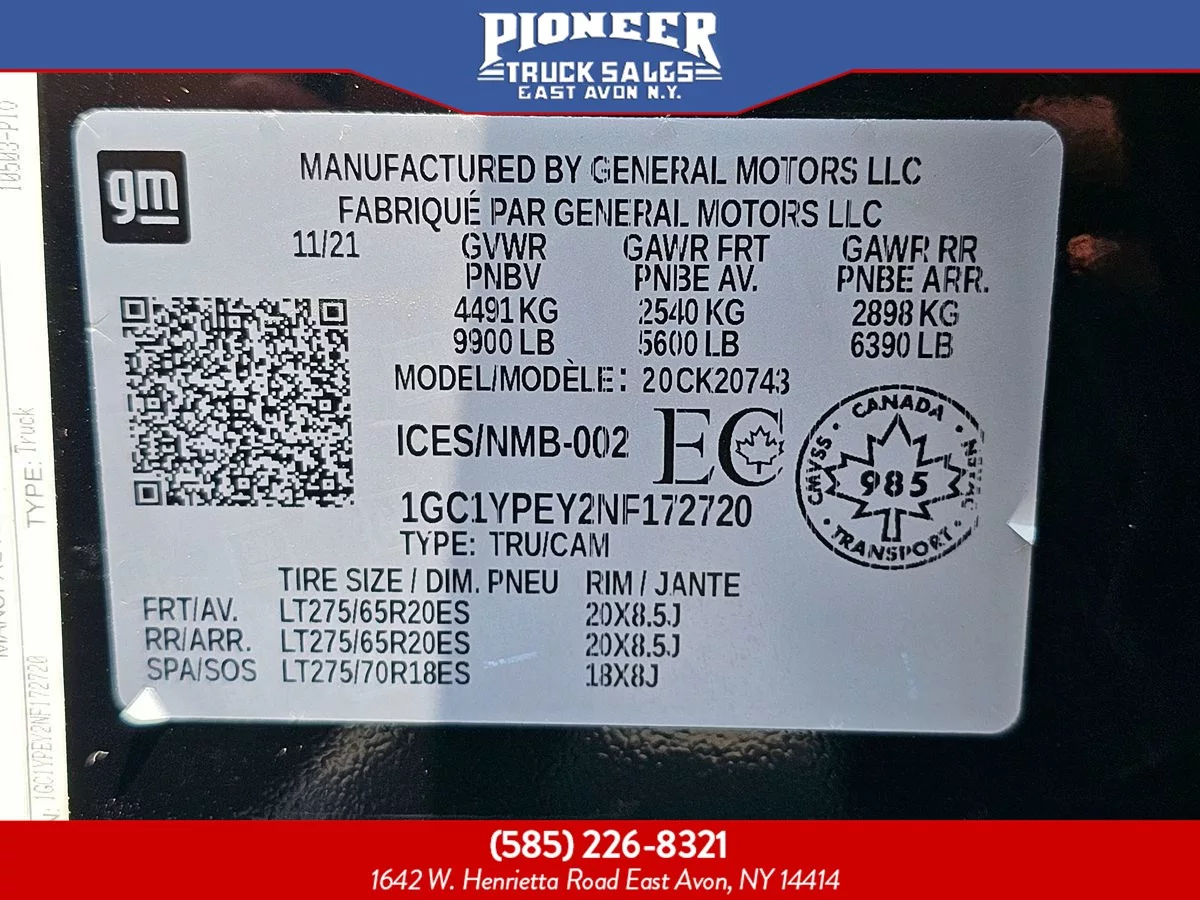 PIONEER
TRUCK SALES
EAST AVON N.Y.
gm
MANUFACTURED BY GENERAL MOTORS LLC
FABRIQUÉ PAR GENERAL MOTORS LLC
11/21 GVWR GAWR FRT GAWR RR
PNBV PNBE AV. PNBE ARR.
4491 KG 2540 KG 2898 KG
9900 LB 5600 LB 6390 LB
MODEL/MODÈLE: 20CK20743
ICES/NMB-002 EC
CANADA
CMVSS 985 NSVAC
TRANSPORT
1GC1YPEY2NF172720
TYPE: TRU/CAM
TIRE SIZE / DIM. PNEU RIM / JANTE
FRT/AV. LT275/65R20ES 20X8.5J
RR/ARR. LT275/65R20ES 20X8.5J
SPA/SOS LT275/70R18ES 18X8J
TYPE: Truck
1GC1YPEY2NF172720
(585) 226-8321
1642 W. Henrietta Road East Avon, NY 14414